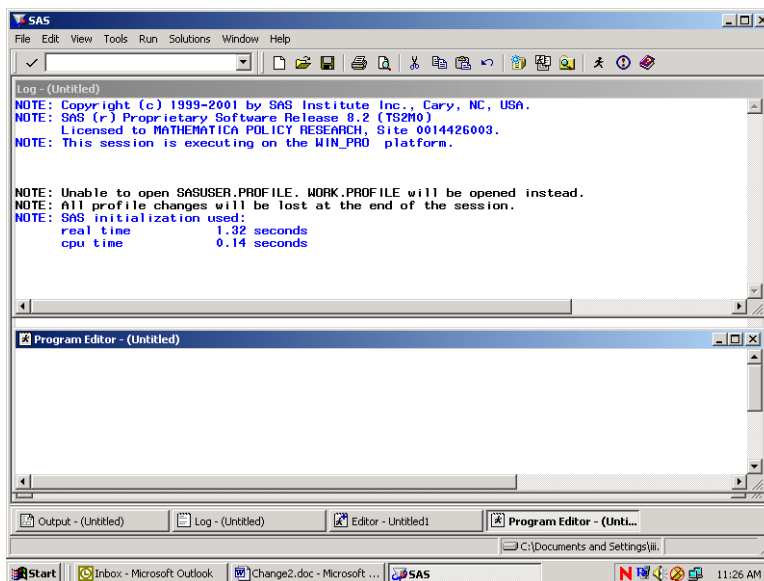 SAS
File Edit View Tools Run Solutions Window Help
Log - (Untitled)
NOTE: Copyright (c) 1999-2001 by SAS Institute Inc., Cary, NC, USA.
NOTE: SAS (r) Proprietary Software Release 8.2 (TS2M0)
Licensed to MATHEMATICA POLICY RESEARCH, Site 0014426003.
NOTE: This session is executing on the WIN_PRO platform.
NOTE: Unable to open SASUSER.PROFILE. WORK.PROFILE will be opened instead.
NOTE: All profile changes will be lost at the end of the session.
NOTE: SAS initialization used:
real time 1.32 seconds
cpu time 0.14 seconds
Program Editor - (Untitled)
Output - (Untitled)
Log - (Untitled)
Editor - Untitled1
Program Editor - (Unti...
C:\Documents and Settings\iii.
Start
Inbox - Microsoft Outlook
Change2.doc - Microsoft ...
SAS
11:26 AM